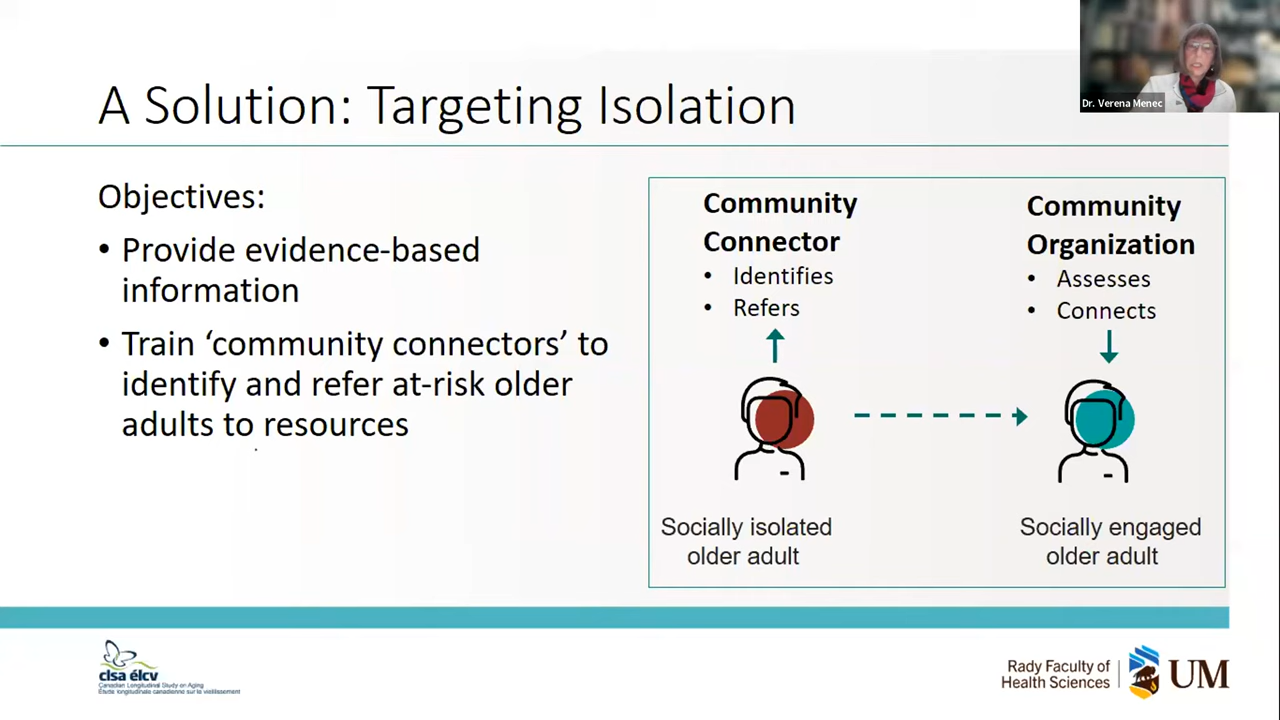 Dr. Verena Menec
A Solution: Targeting Isolation
Objectives:
• Provide evidence-based
information
• Train ‘community connectors’ to
identify and refer at-risk older
adults to resources
Community
Connector
• Identifies
• Refers
Community
Organization
• Assesses
• Connects
Socially isolated
older adult
Socially engaged
older adult
clsa élcv
Canadian Longitudinal Study on Aging
Étude longitudinale canadienne sur le vieillissement
Rady Faculty of
Health Sciences
UM